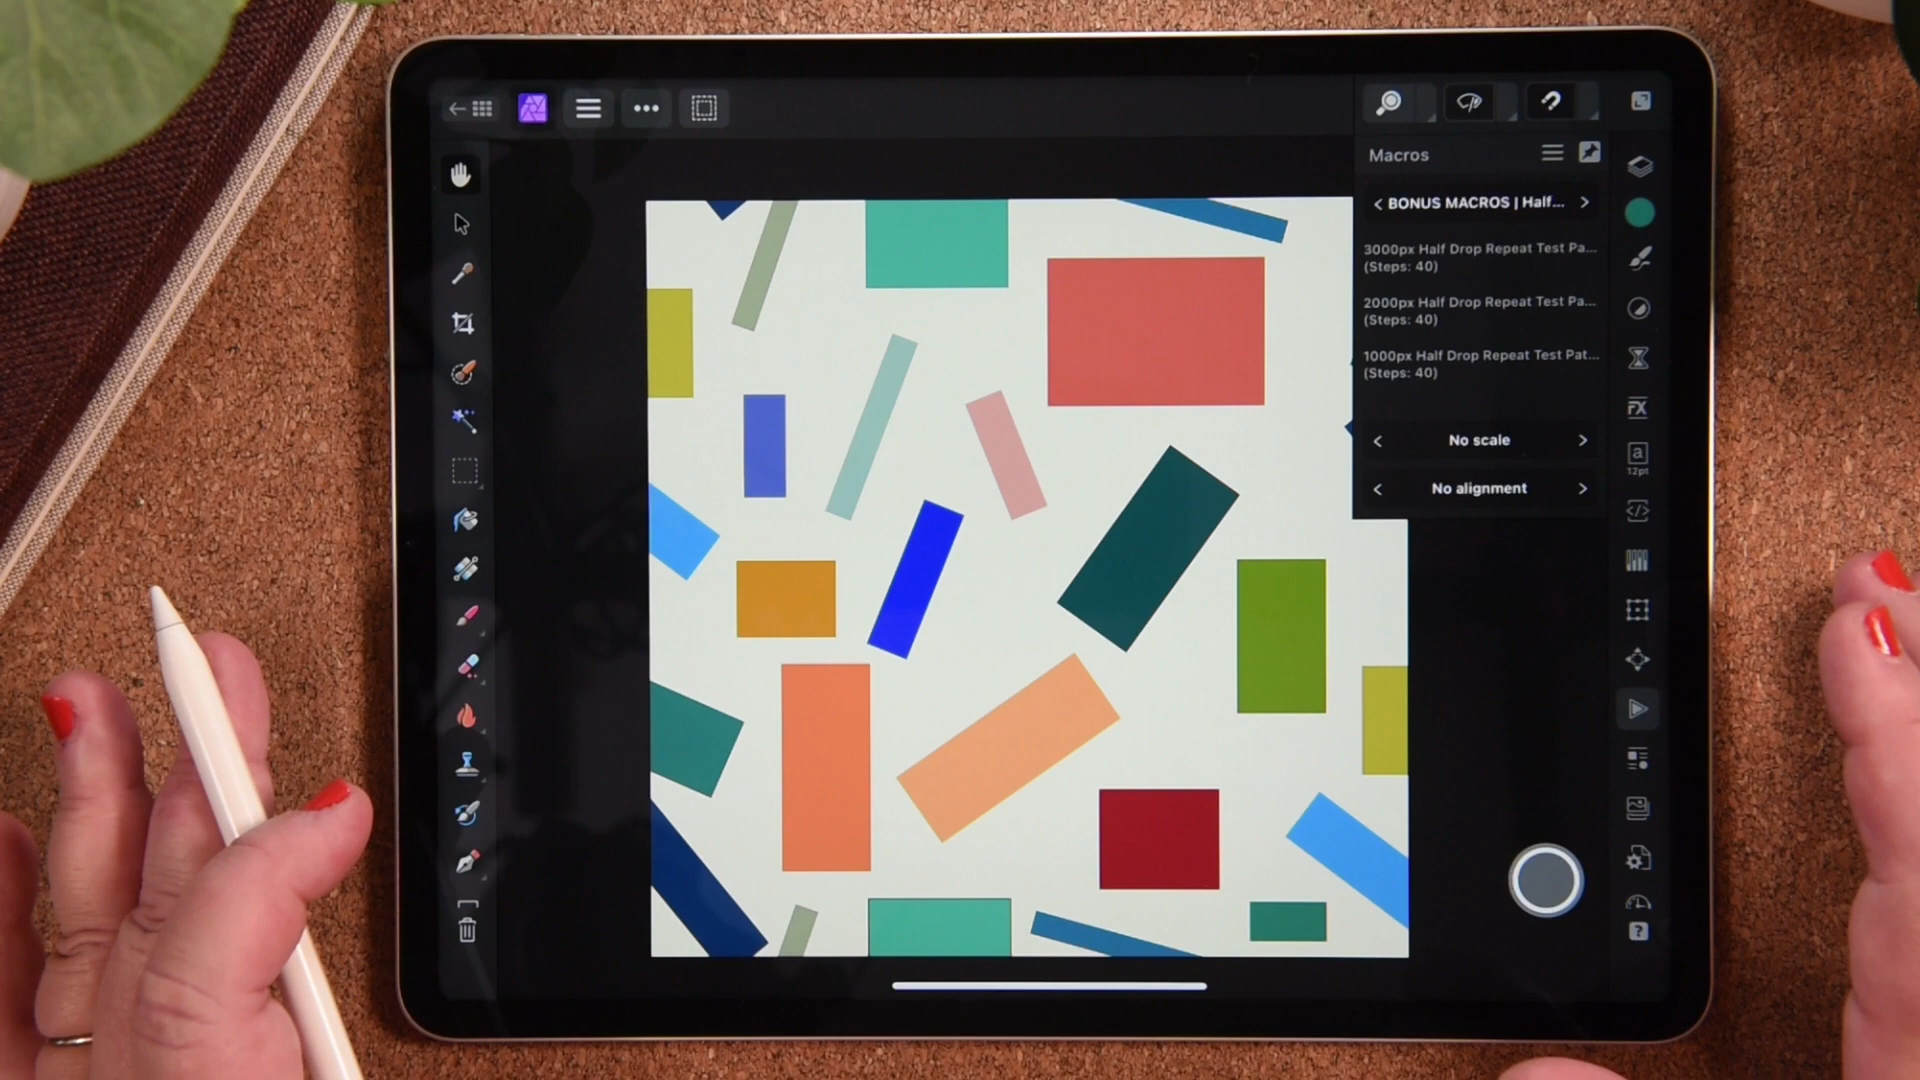 Macros
BONUS MACROS | Half...
3000px Half Drop Repeat Test Pa...
(Steps: 40)
2000px Half Drop Repeat Test Pa...
(Steps: 40)
1000px Half Drop Repeat Test Pat...
(Steps: 40)
No scale
No alignment
FX
a
12pt
?